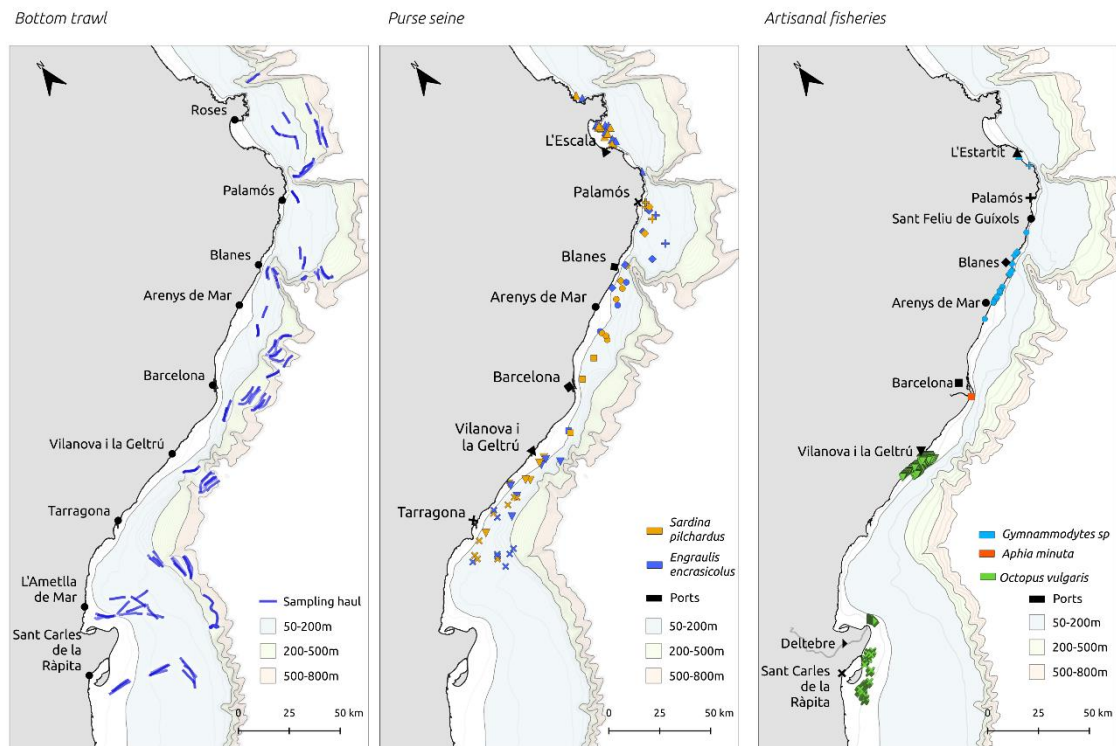 Bottom trawl
N
Roses
Palamós
Blanes
Arenys de Mar
Barcelona
Vilanova i la Geltrú
Tarragona
L'Ametlla
de Mar
Sant Carles
de la
Ràpita
Sampling haul
50-200m
200-500m
500-800m
0 25 50 km
Purse seine
N
L'Escala
Palamós
Blanes
Arenys de Mar
Barcelona
Vilanova i
la Geltrú
Tarragona
Sardina
pilchardus
Engraulis
encrasicolus
Ports
50-200m
200-500m
500-800m
0 25 50 km
Artisanal fisheries
N
L'Estartit
Palamós
Sant Feliu de Guíxols
Blanes
Arenys de Mar
Barcelona
Vilanova i la Geltrú
Deltebre
Sant Carles
de la
Ràpita
Gymnammodytes sp
Aphia minuta
Octopus vulgaris
Ports
50-200m
200-500m
500-800m
0 25 50 km